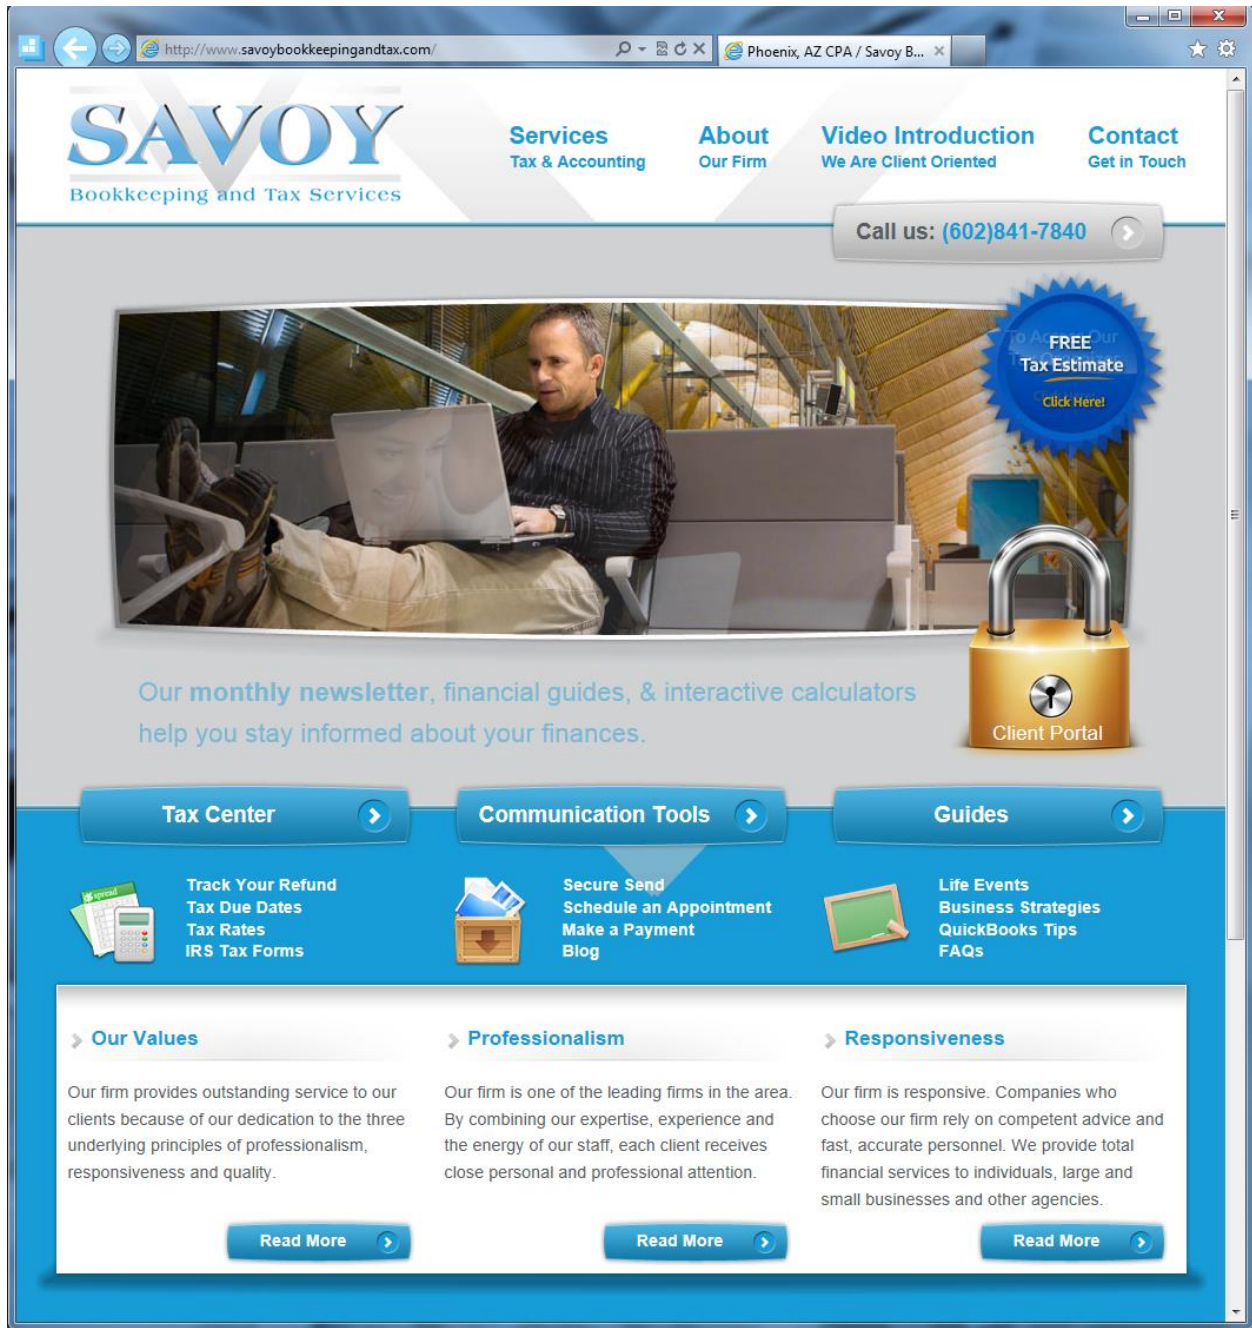 http://www.savoybookkeepingandtax.com/
Phoenix, AZ CPA / Savoy B...
SAVOY
Bookkeeping and Tax Services
Services
Tax & Accounting
About
Our Firm
Video Introduction
We Are Client Oriented
Contact
Get in Touch
Call us: (602)841-7840
FREE
Tax Estimate
Click Here!
Client Portal
Our monthly newsletter, financial guides, & interactive calculators
help you stay informed about your finances.
Tax Center
Track Your Refund
Tax Due Dates
Tax Rates
IRS Tax Forms
Communication Tools
Secure Send
Schedule an Appointment
Make a Payment
Blog
Guides
Life Events
Business Strategies
QuickBooks Tips
FAQs
spread
Our Values
Our firm provides outstanding service to our
clients because of our dedication to the three
underlying principles of professionalism,
responsiveness and quality.
Read More
Professionalism
Our firm is one of the leading firms in the area.
By combining our expertise, experience and
the energy of our staff, each client receives
close personal and professional attention.
Read More
Responsiveness
Our firm is responsive. Companies who
choose our firm rely on competent advice and
fast, accurate personnel. We provide total
financial services to individuals, large and
small businesses and other agencies.
Read More